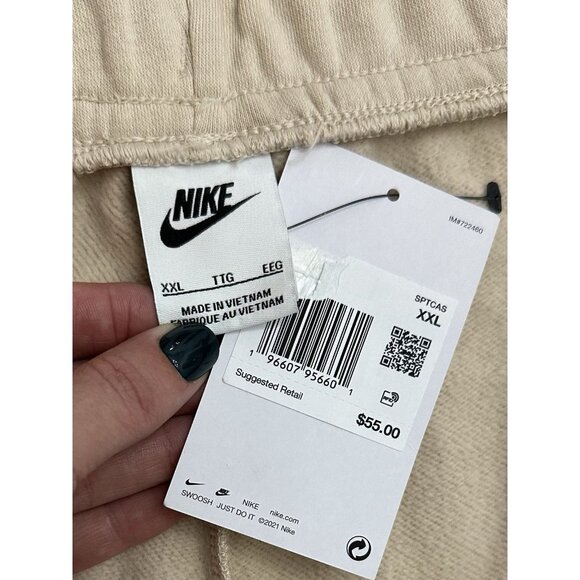 NIKE
XXL TTG EEG
MADE IN VIETNAM
FABRIQUE AU VIETNAM
IM#722460
SPTCAS
XXL
1 96607 95660 1
Suggested Retail
RFID
$55.00
NIKE nike.com
SWOOSH JUST DO IT ©2021 Nike